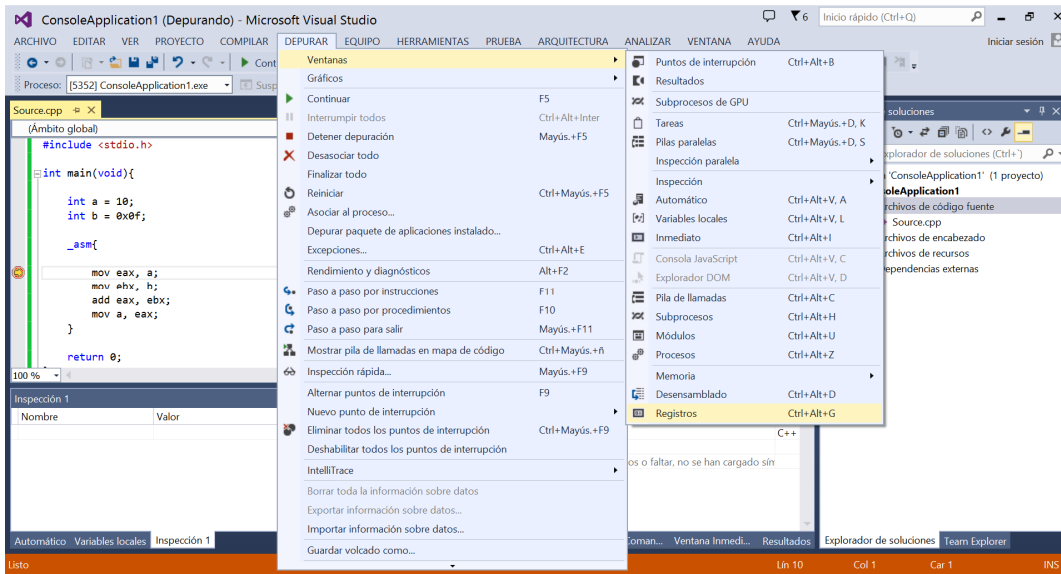 ConsoleApplication1 (Depurando) - Microsoft Visual Studio
6
Inicio rápido (Ctrl+Q)
ARCHIVO EDITAR VER PROYECTO COMPILAR DEPURAR EQUIPO HERRAMIENTAS PRUEBA ARQUITECTURA ANALIZAR VENTANA AYUDA
Iniciar sesión
Cont
Proceso: [5352] ConsoleApplication1.exe
Susp
Source.cpp
(Ámbito global)
#include <stdio.h>
int main(void){
int a = 10;
int b = 0x0f;
_asm{
mov eax, a;
mov ebx, b;
add eax, ebx;
mov a, eax;
}
return 0;
100 %
Inspección 1
Nombre Valor
Automático Variables locales Inspección 1
Listo
Ventanas
Gráficos
Continuar F5
Interrumpir todos Ctrl+Alt+Inter
Detener depuración Mayús.+F5
Desasociar todo
Finalizar todo
Reiniciar Ctrl+Mayús.+F5
Asociar al proceso...
Depurar paquete de aplicaciones instalado...
Excepciones... Ctrl+Alt+E
Rendimiento y diagnósticos Alt+F2
Paso a paso por instrucciones F11
Paso a paso por procedimientos F10
Paso a paso para salir Mayús.+F11
Mostrar pila de llamadas en mapa de código Ctrl+Mayús.+ñ
Inspección rápida... Mayús.+F9
Alternar puntos de interrupción F9
Nuevo punto de interrupción
Eliminar todos los puntos de interrupción Ctrl+Mayús.+F9
Deshabilitar todos los puntos de interrupción
IntelliTrace
Borrar toda la información sobre datos
Exportar información sobre datos...
Importar información sobre datos...
Guardar volcado como...
Puntos de interrupción Ctrl+Alt+B
Resultados
Subprocesos de GPU
Tareas Ctrl+Mayús.+D, K
Pilas paralelas Ctrl+Mayús.+D, S
Inspección paralela
Inspección
Automático Ctrl+Alt+V, A
Variables locales Ctrl+Alt+V, L
Inmediato Ctrl+Alt+I
Consola JavaScript Ctrl+Alt+V, C
Explorador DOM Ctrl+Alt+V, D
Pila de llamadas Ctrl+Alt+C
Subprocesos Ctrl+Alt+H
Módulos Ctrl+Alt+U
Procesos Ctrl+Alt+Z
Memoria
Desensamblado Ctrl+Alt+D
Registros Ctrl+Alt+G
C++
os o faltar, no se han cargado sím
Coman... Ventana Inmedi... Resultados
soluciones
xplorador de soluciones (Ctrl+´)
'ConsoleApplication1' (1 proyecto)
soleApplication1
rchivos de código fuente
Source.cpp
rchivos de encabezado
rchivos de recursos
ependencias externas
Explorador de soluciones Team Explorer
Lín 10 Col 1 Car 1 INS